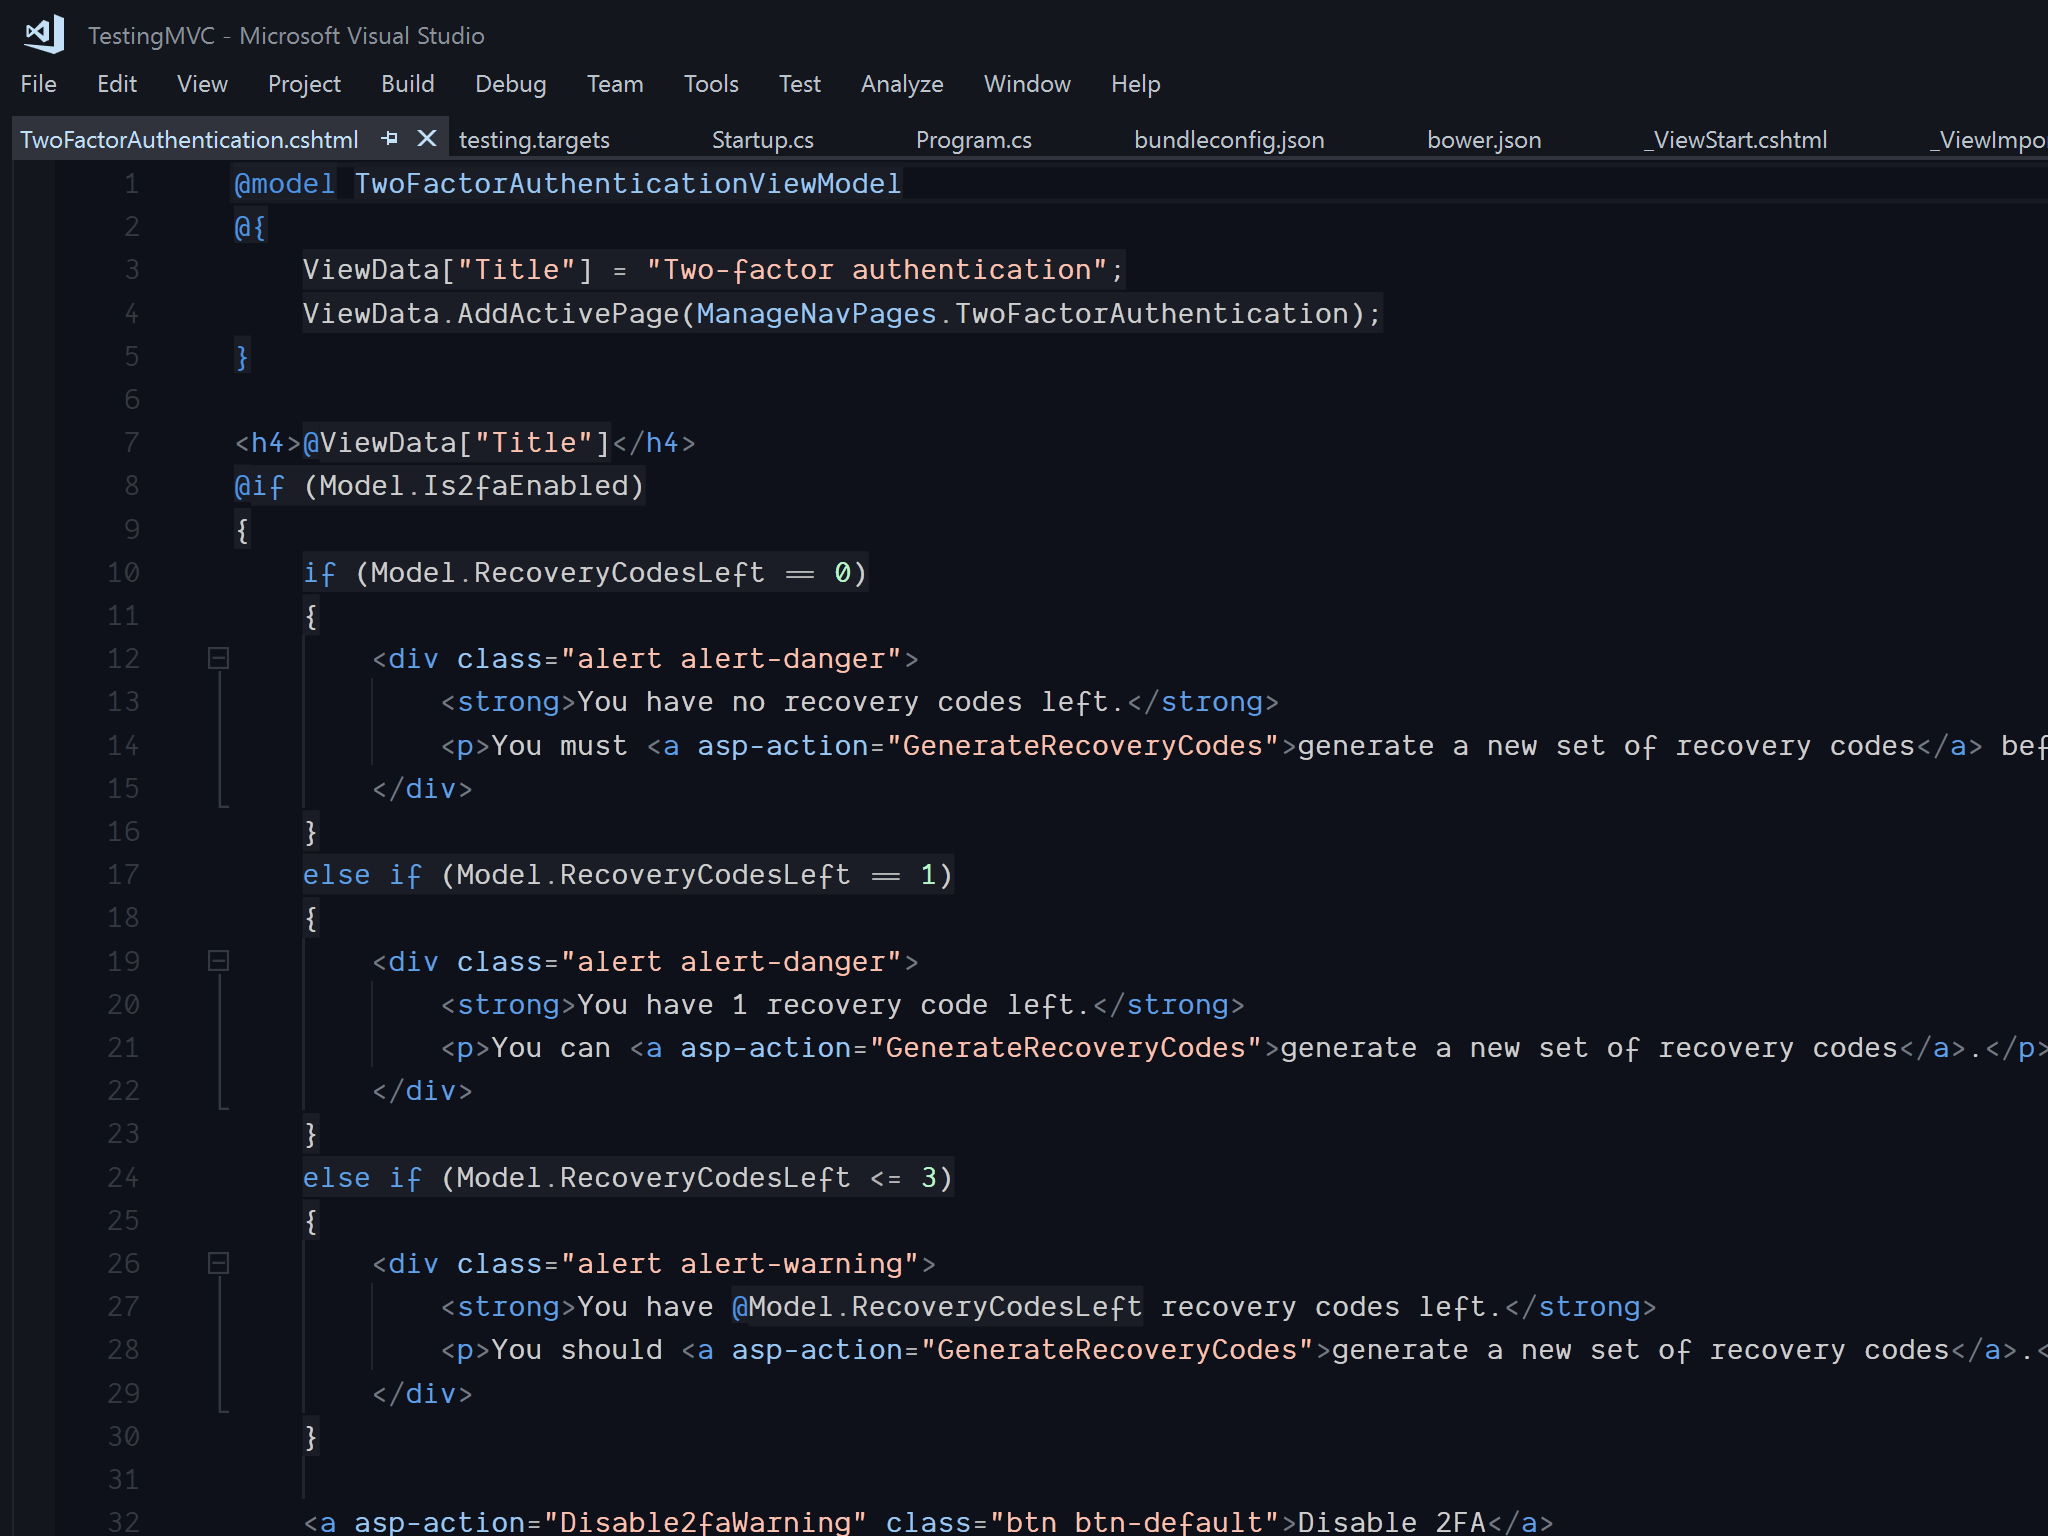 TestingMVC - Microsoft Visual Studio
File Edit View Project Build Debug Team Tools Test Analyze Window Help
TwoFactorAuthentication.cshtml testing.targets Startup.cs Program.cs bundleconfig.json bower.json _ViewStart.cshtml _ViewImpo
1 @model TwoFactorAuthenticationViewModel
2 @{
3 ViewData["Title"] = "Two-factor authentication";
4 ViewData.AddActivePage(ManageNavPages.TwoFactorAuthentication);
5 }
6
7 <h4>@ViewData["Title"]</h4>
8 @if (Model.Is2faEnabled)
9 {
10 if (Model.RecoveryCodesLeft == 0)
11 {
12 <div class="alert alert-danger">
13 <strong>You have no recovery codes left.</strong>
14 <p>You must <a asp-action="GenerateRecoveryCodes">generate a new set of recovery codes</a> bef
15 </div>
16 }
17 else if (Model.RecoveryCodesLeft == 1)
18 {
19 <div class="alert alert-danger">
20 <strong>You have 1 recovery code left.</strong>
21 <p>You can <a asp-action="GenerateRecoveryCodes">generate a new set of recovery codes</a>.</p>
22 </div>
23 }
24 else if (Model.RecoveryCodesLeft <= 3)
25 {
26 <div class="alert alert-warning">
27 <strong>You have @Model.RecoveryCodesLeft recovery codes left.</strong>
28 <p>You should <a asp-action="GenerateRecoveryCodes">generate a new set of recovery codes</a>.<
29 </div>
30 }
31
32 <a asp-action="Disable2faWarning" class="btn btn-default">Disable 2FA</a>